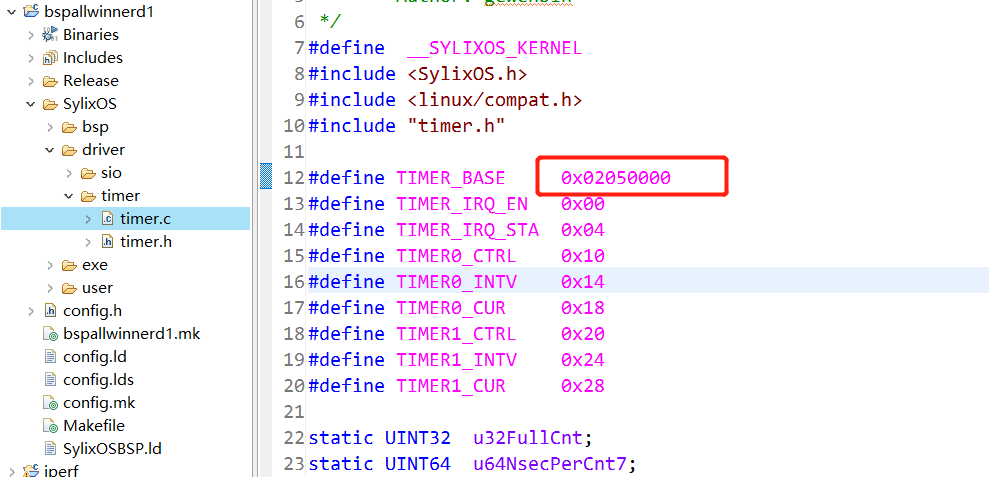 bspallwinnerd1
Binaries
Includes
Release
SylixOS
bsp
driver
sio
timer
timer.c
timer.h
exe
user
config.h
bspallwinnerd1.mk
config.ld
config.lds
config.mk
Makefile
SylixOSBSP.ld
iperf
Author: gewenbin
6 */
7 #define __SYLIXOS_KERNEL
8 #include <SylixOS.h>
9 #include <linux/compat.h>
10 #include "timer.h"
11
12 #define TIMER_BASE 0x02050000
13 #define TIMER_IRQ_EN 0x00
14 #define TIMER_IRQ_STA 0x04
15 #define TIMER0_CTRL 0x10
16 #define TIMER0_INTV 0x14
17 #define TIMER0_CUR 0x18
18 #define TIMER1_CTRL 0x20
19 #define TIMER1_INTV 0x24
20 #define TIMER1_CUR 0x28
21
22 static UINT32 u32FullCnt;
23 static UINT64 u64NsecPerCnt7;